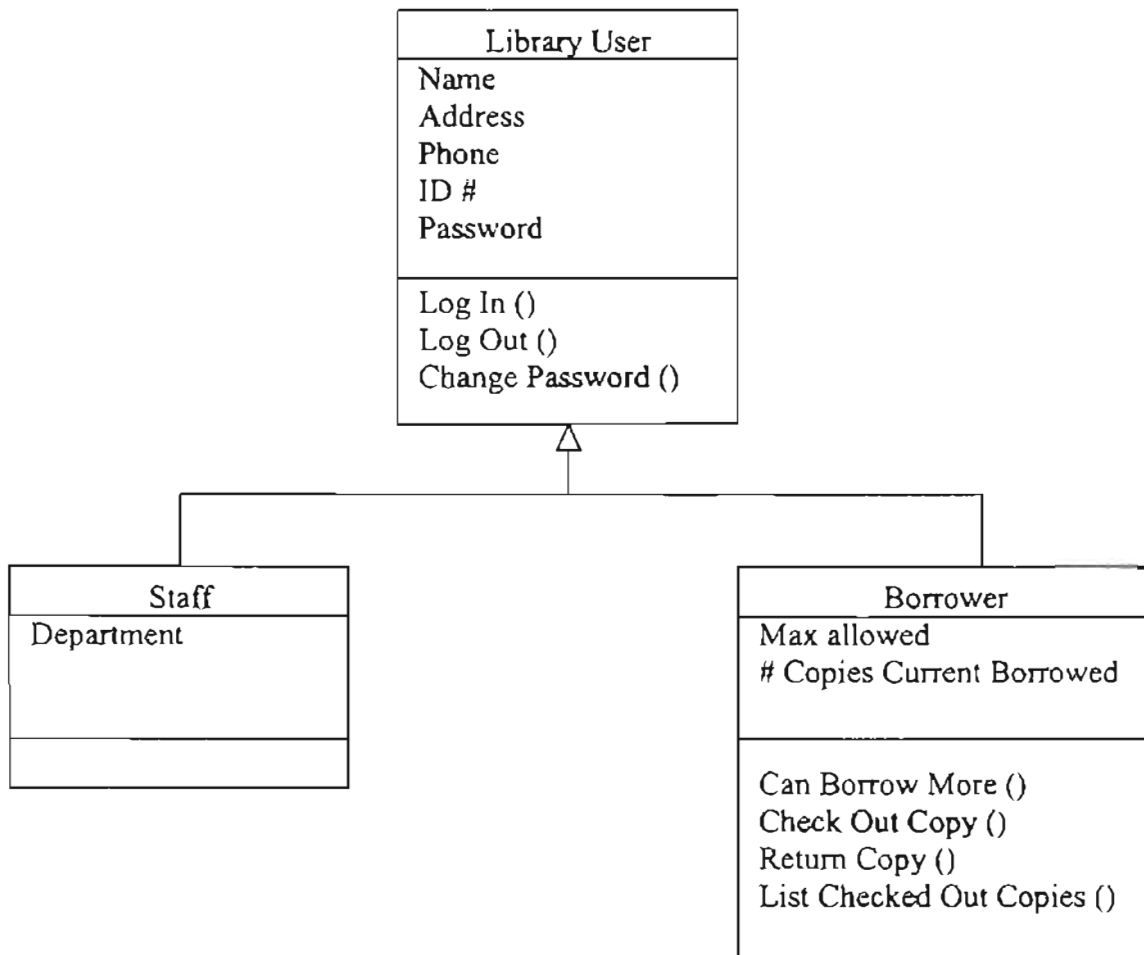 Library User
Name
Address
Phone
ID #
Password
Log In ()
Log Out ()
Change Password ()
Staff
Department
Borrower
Max allowed
# Copies Current Borrowed
Can Borrow More ()
Check Out Copy ()
Return Copy ()
List Checked Out Copies ()